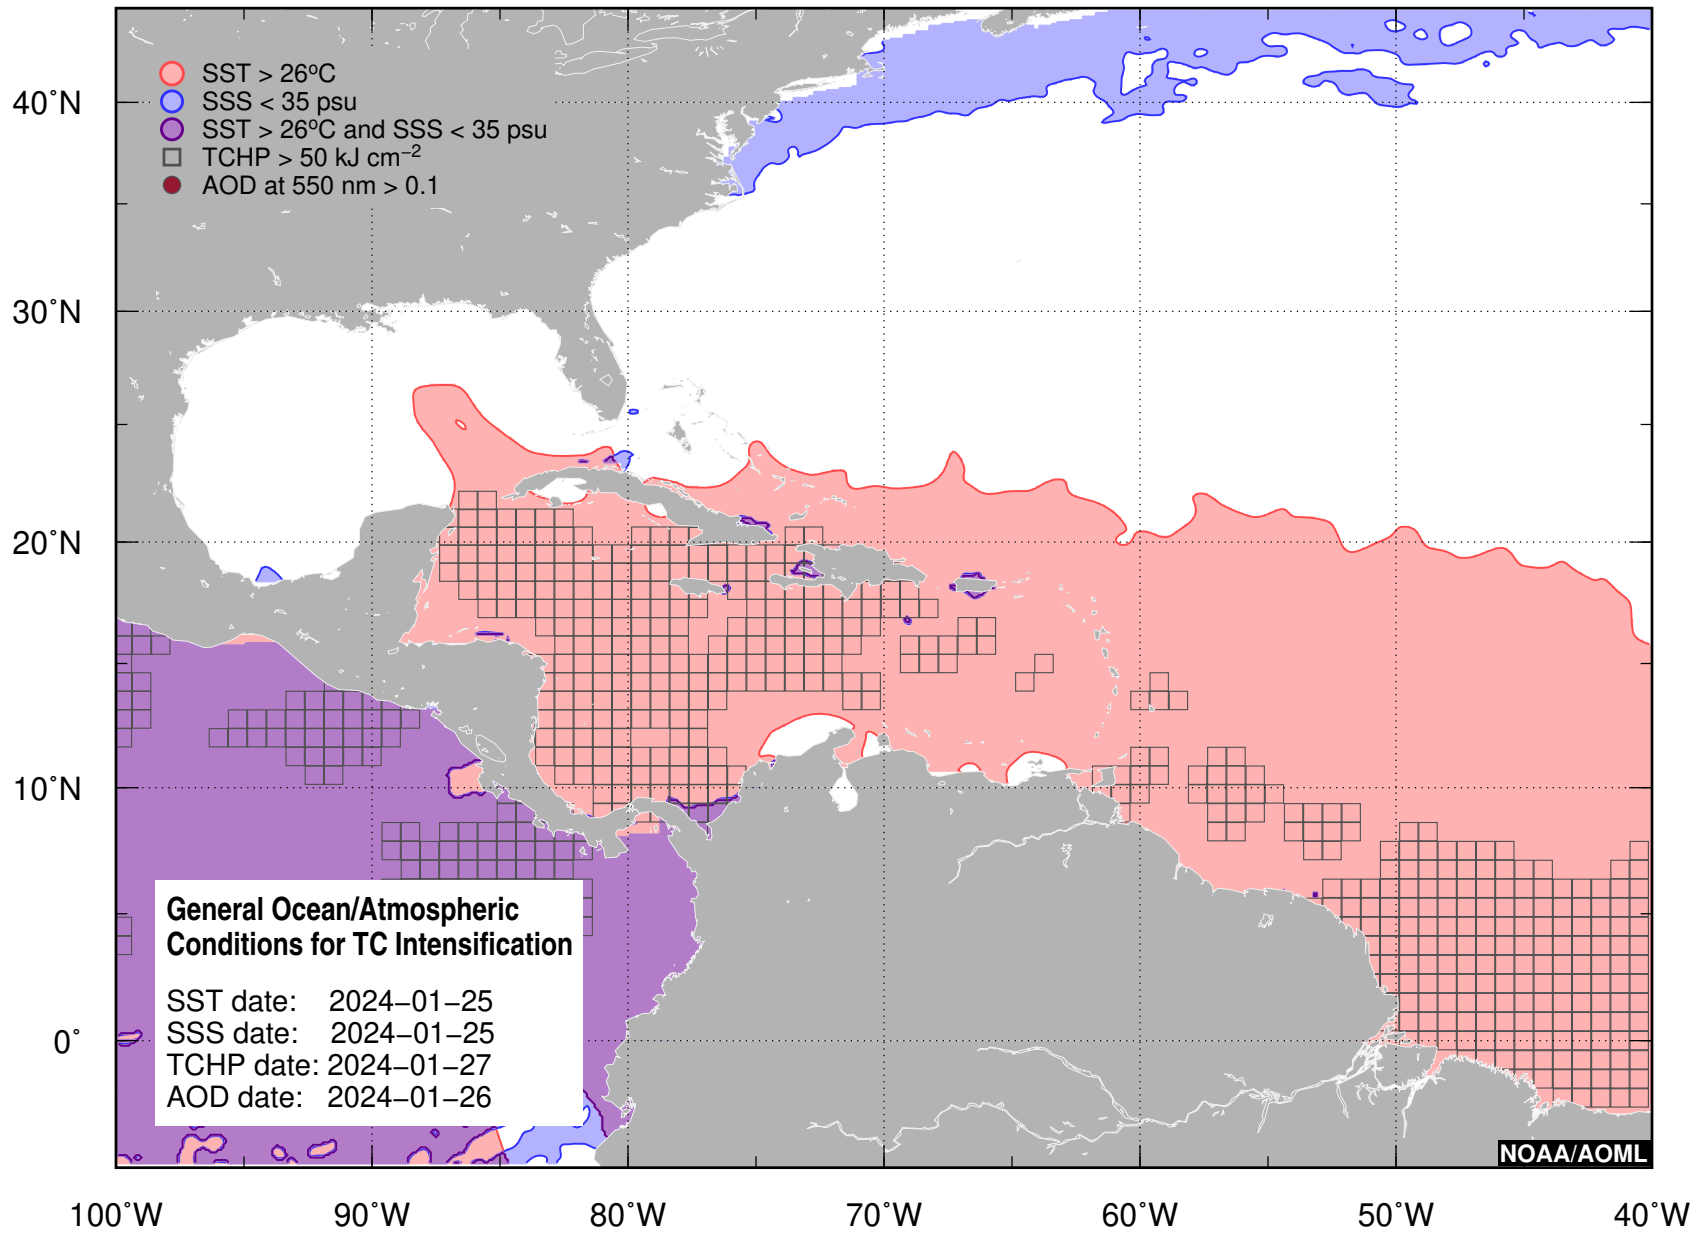 SST > 26°C
SSS < 35 psu
SST > 26°C and SSS < 35 psu
TCHP > 50 kJ cm⁻²
AOD at 550 nm > 0.1
40°N
30°N
20°N
10°N
0°
General Ocean/Atmospheric
Conditions for TC Intensification
SST date: 2024−01−25
SSS date: 2024−01−25
TCHP date: 2024−01−27
AOD date: 2024−01−26
NOAA/AOML
100°W 90°W 80°W 70°W 60°W 50°W 40°W